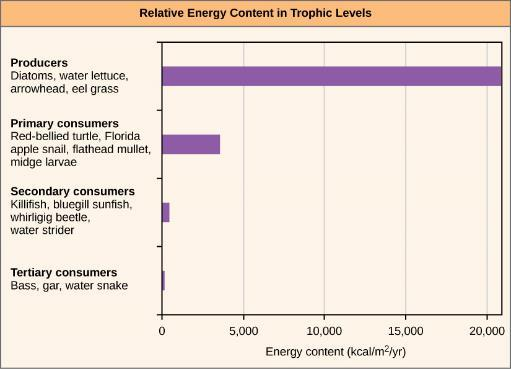 Relative Energy Content in Trophic Levels
Producers
Diatoms, water lettuce,
arrowhead, eel grass
Primary consumers
Red-bellied turtle, Florida
apple snail, flathead mullet,
midge larvae
Secondary consumers
Killifish, bluegill sunfish,
whirligig beetle,
water strider
Tertiary consumers
Bass, gar, water snake
0 5,000 10,000 15,000 20,000
Energy content (kcal/m²/yr)